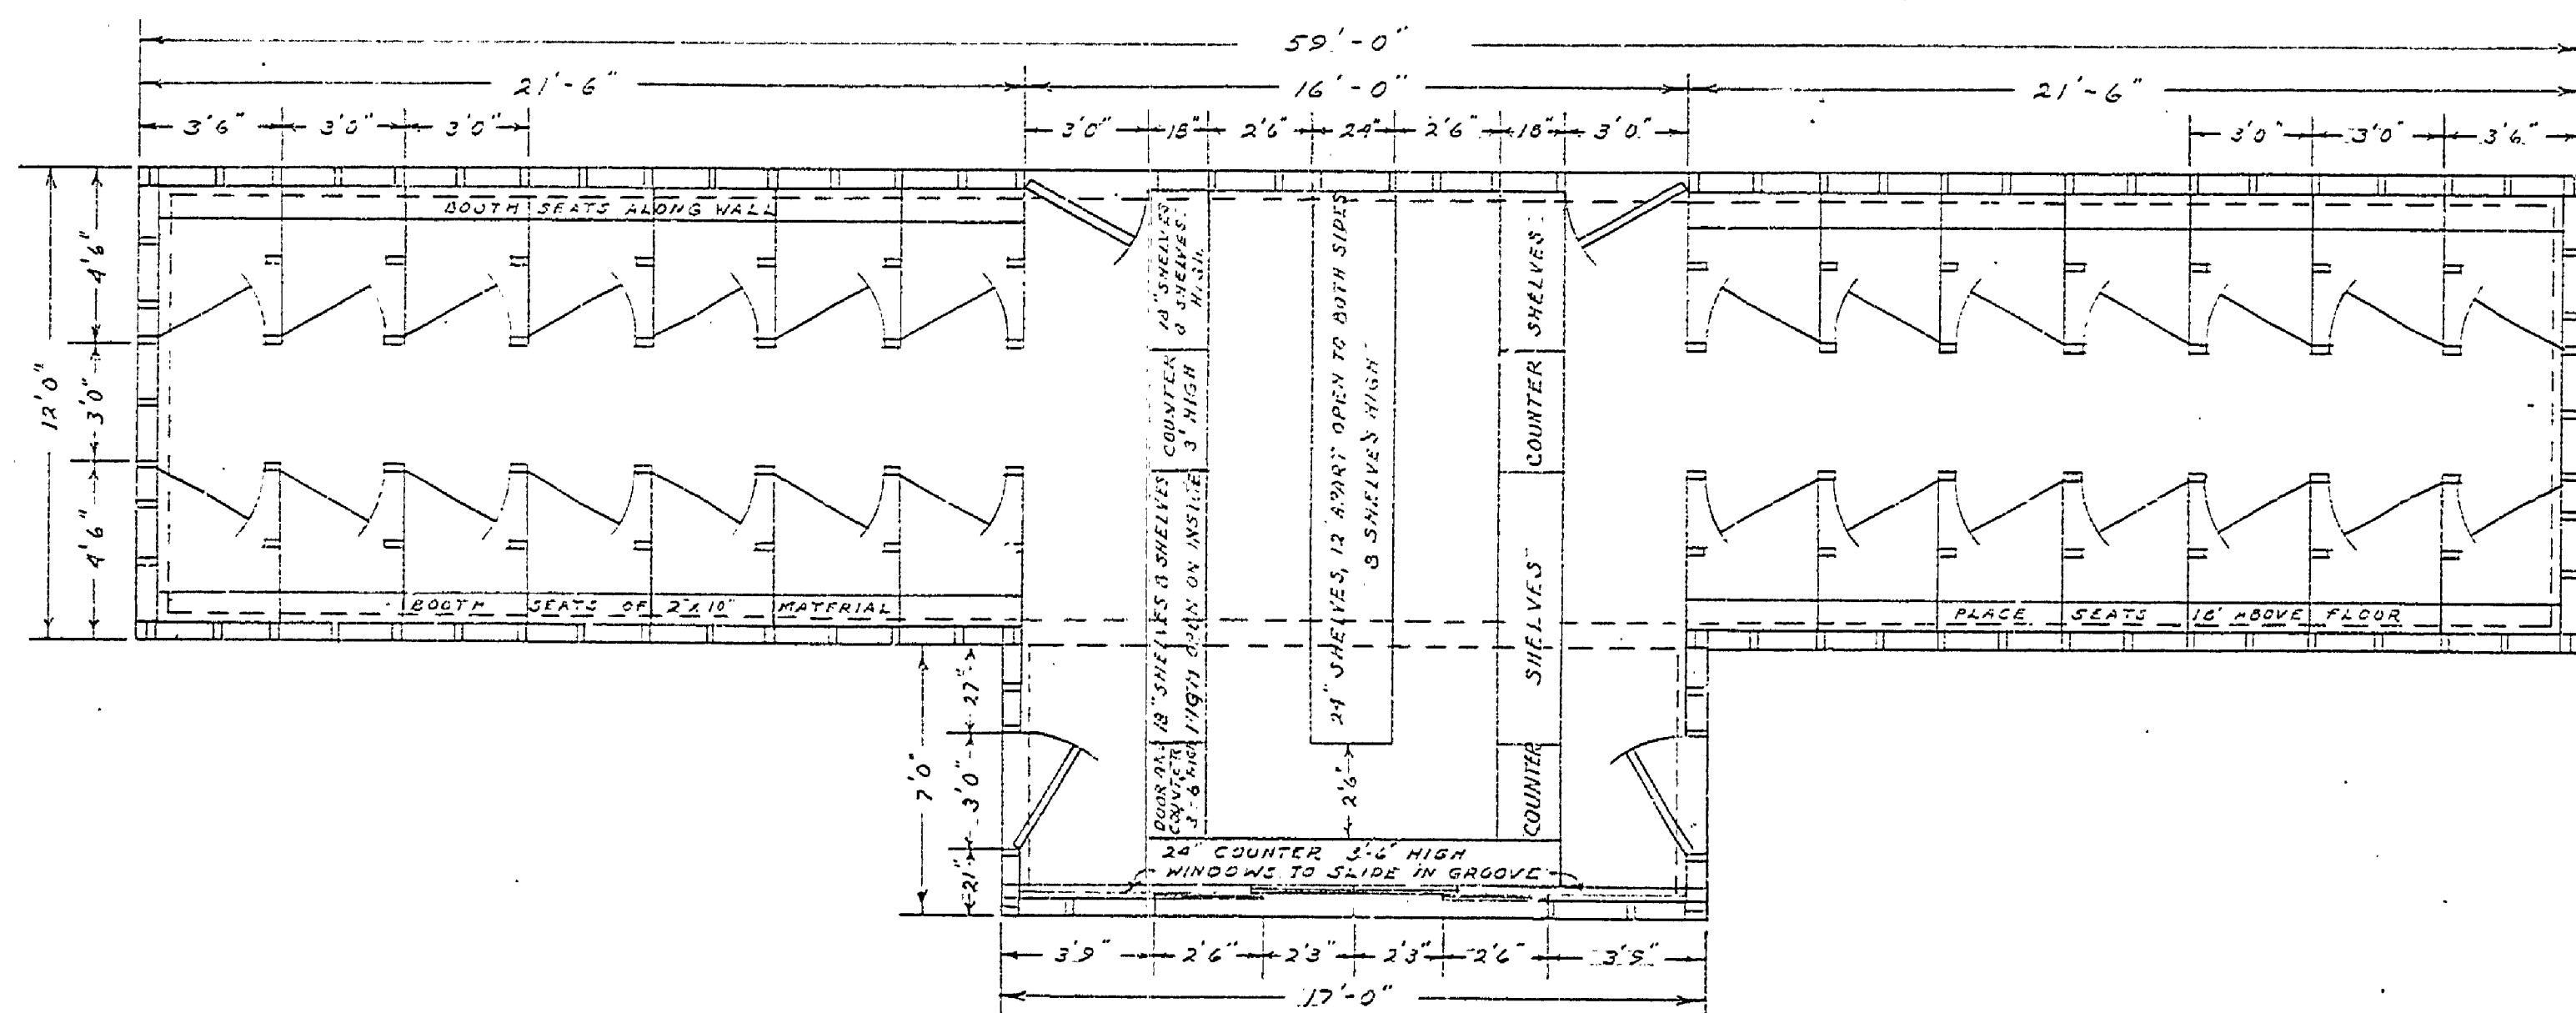 59'-0"
21'-6" 16'-0" 21'-6"
3'6" 3'0" 3'0" 3'0" 18" 2'6" 24" 2'6" 18" 3'0" 3'0" 3'0" 3'6"
BOOTH SEATS ALONG WALL
12'0"
4'6"
3'0"
4'6"
18" SHELVES
8 SHELVES
HIGH
COUNTER
3' HIGH
18" SHELVES 8 SHELVES
HIGH OPEN ON INSIDE
DOOR AND
COUNTER
3'-6" HIGH
24" SHELVES, 12" APART OPEN TO BOTH SIDES
8 SHELVES HIGH
SHELVES
COUNTER
SHELVES
COUNTER
BOOTH SEATS OF 2"x10" MATERIAL
PLACE SEATS 18" ABOVE FLOOR
7'0"
27"
3'0"
21"
2'6"
24" COUNTER 3'-6" HIGH
WINDOWS TO SLIDE IN GROOVE
3'9" 2'6" 2'3" 2'3" 2'6" 3'9"
17'-0"